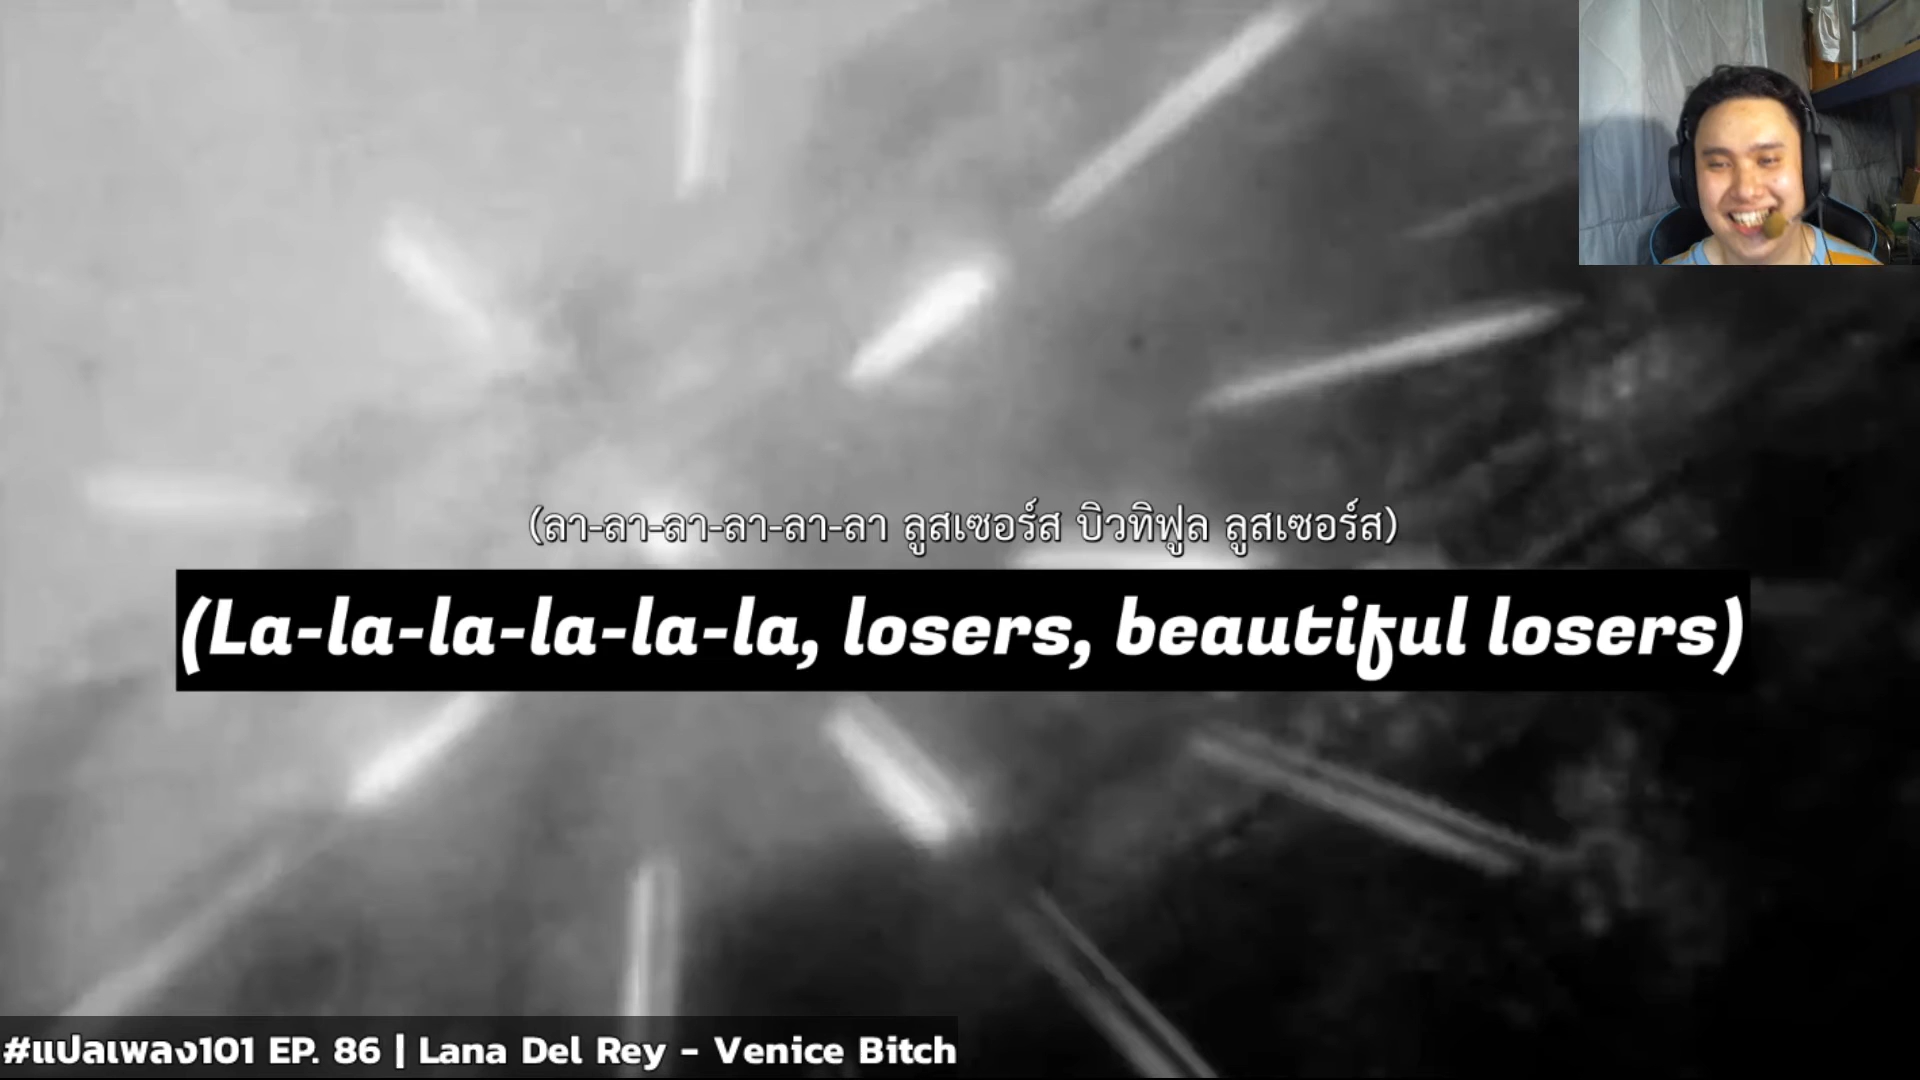 (ลา-ลา-ลา-ลา-ลา-ลา ลูสเซอร์ส บิวทิฟูล ลูสเซอร์ส)
(La-la-la-la-la-la, losers, beautiful losers)
#แปลเพลง101 EP. 86 | Lana Del Rey - Venice Bitch